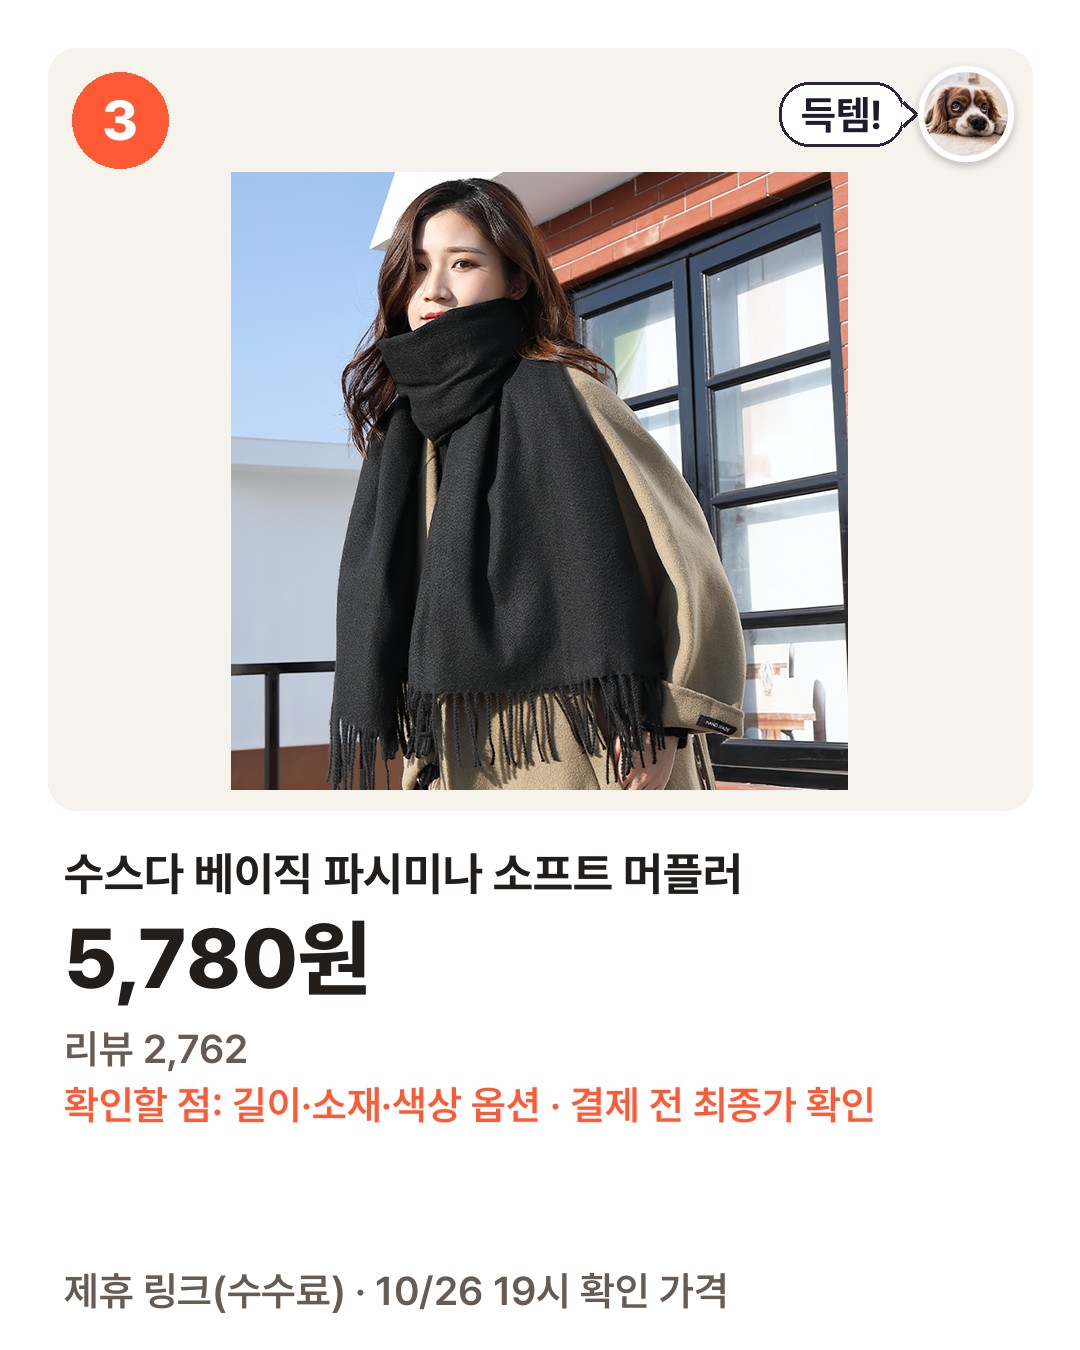 3
득템!
수스다 베이직 파시미나 소프트 머플러
5,780원
리뷰 2,762
확인할 점: 길이·소재·색상 옵션 · 결제 전 최종가 확인
제휴 링크(수수료) · 10/26 19시 확인 가격